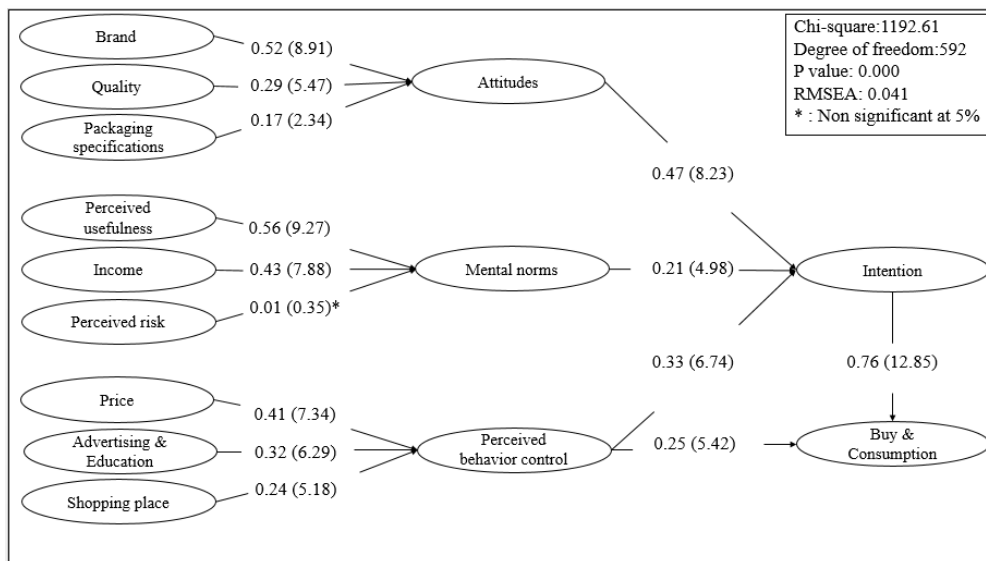 Brand
Quality
Packaging
specifications
0.52 (8.91)
0.29 (5.47)
0.17 (2.34)
Attitudes
Chi-square:1192.61
Degree of freedom:592
P value: 0.000
RMSEA: 0.041
* : Non significant at 5%
0.47 (8.23)
Perceived
usefulness
Income
Perceived risk
0.56 (9.27)
0.43 (7.88)
0.01 (0.35)*
Mental norms
0.21 (4.98)
Intention
0.33 (6.74)
0.76 (12.85)
Price
Advertising &
Education
Shopping place
0.41 (7.34)
0.32 (6.29)
0.24 (5.18)
Perceived
behavior control
0.25 (5.42)
Buy &
Consumption